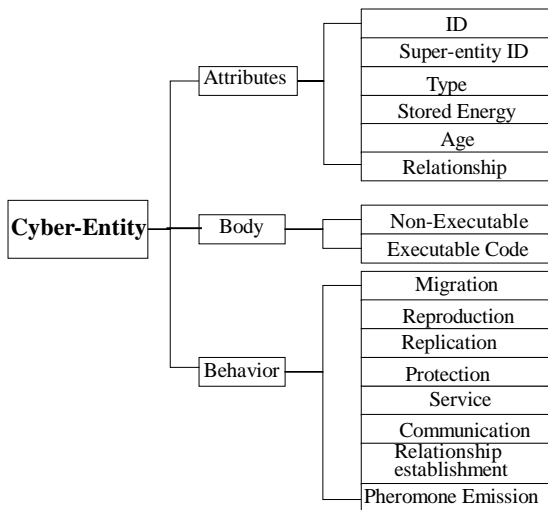 ID
Super-entity ID
Attributes
Type
Stored Energy
Age
Relationship
Cyber-Entity
Body
Non-Executable
Executable Code
Migration
Reproduction
Replication
Behavior
Protection
Service
Communication
Relationship
establishment
Pheromone Emission